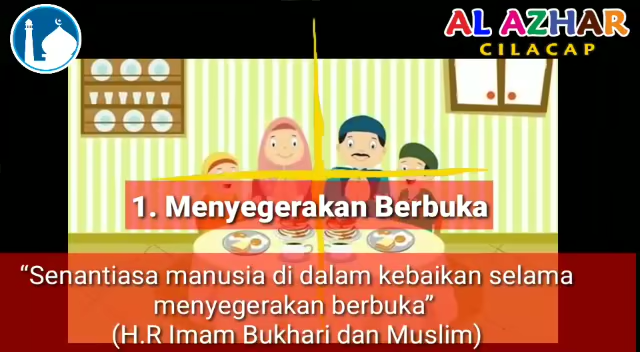 AL AZHAR
CILACAP
1. Menyegerakan Berbuka
“Senantiasa manusia di dalam kebaikan selama
menyegerakan berbuka”
(H.R Imam Bukhari dan Muslim)